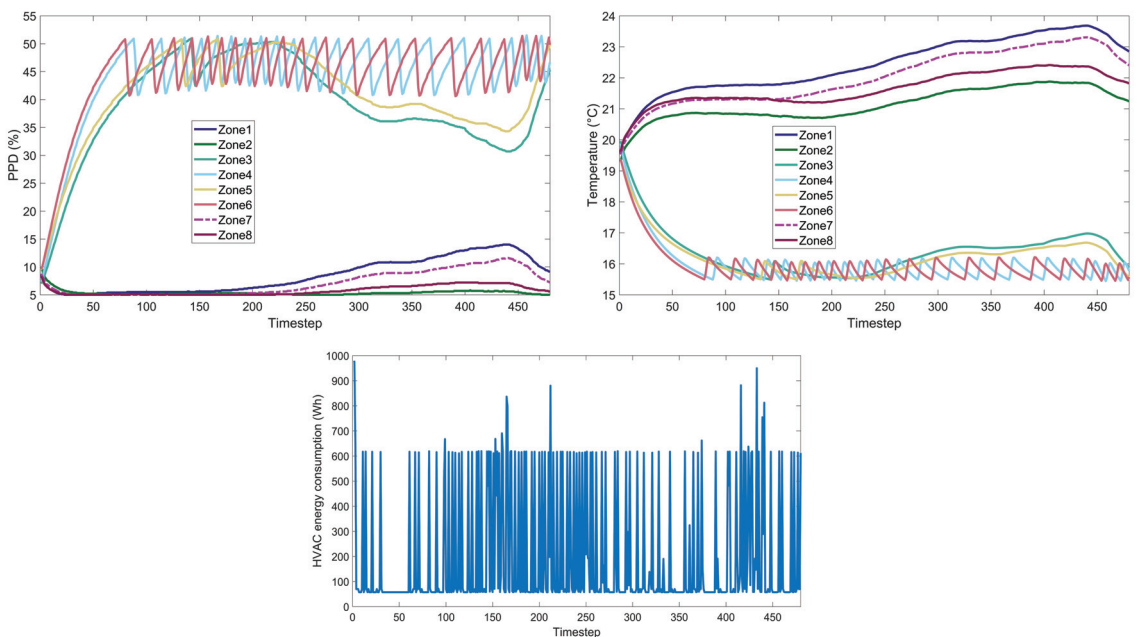 PPD (%)
55
50
45
40
35
30
25
20
15
10
5
Zone1
Zone2
Zone3
Zone4
Zone5
Zone6
Zone7
Zone8
0 50 100 150 200 250 300 350 400 450
Timestep
Temperature (°C)
24
23
22
21
20
19
18
17
16
15
Zone1
Zone2
Zone3
Zone4
Zone5
Zone6
Zone7
Zone8
0 50 100 150 200 250 300 350 400 450
Timestep
HVAC energy consumption (Wh)
1000
900
800
700
600
500
400
300
200
100
0
0 50 100 150 200 250 300 350 400 450
Timestep